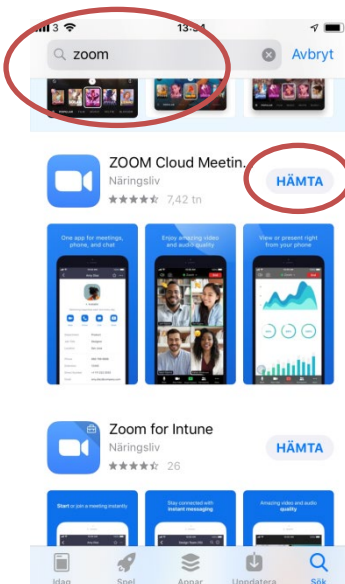 3
13:54
zoom
Avbryt
ZOOM Cloud Meetin.
Näringsliv
HÄMTA
7,42 tn
One app for meetings,
phone, and chat
Enjoy amazing video
and audio quality
View or present right
from your phone
Zoom for Intune
Näringsliv
HÄMTA
26
Start or join a meeting instantly
Stay connected with
instant messaging
Amazing video and audio
quality
Idag
Spel
Appar
Uppdatera
Sök